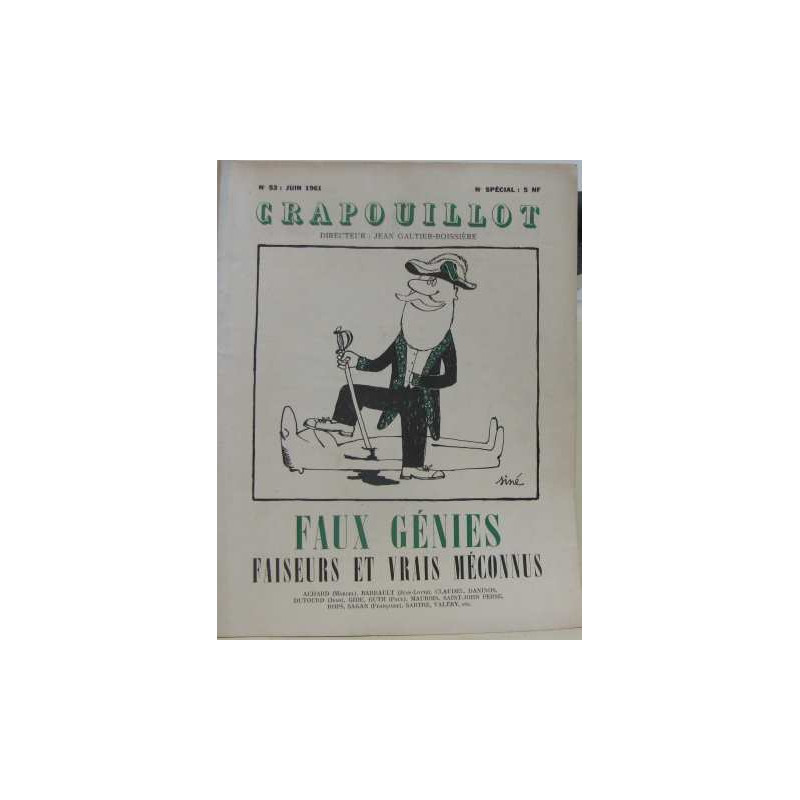 N° 53 : JUIN 1961 N° SPÉCIAL : 5 NF
CRAPOUILLOT
DIRECTEUR : JEAN GALTIER-BOISSIÈRE
siné
FAUX GÉNIES
FAISEURS ET VRAIS MÉCONNUS
ACHARD (Marcel), BARRAULT (Jean-Louis), CLAUDEL, DANINOS,
DUTOURD (Jean), GIDE, GUTH (Paul), MAUROIS, SAINT-JOHN PERSE,
ROPS, SAGAN (Françoise), SARTRE, VALÉRY, etc.